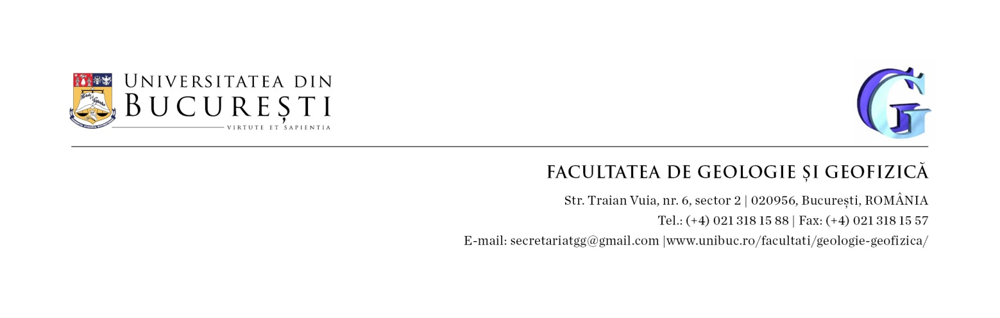 UNIVERSITATEA DIN
BUCUREȘTI
VIRTUTE ET SAPIENTIA
FACULTATEA DE GEOLOGIE ȘI GEOFIZICĂ
Str. Traian Vuia, nr. 6, sector 2 | 020956, București, ROMÂNIA
Tel.: (+4) 021 318 15 88 | Fax: (+4) 021 318 15 57
E-mail: secretariatgg@gmail.com |www.unibuc.ro/facultati/geologie-geofizica/